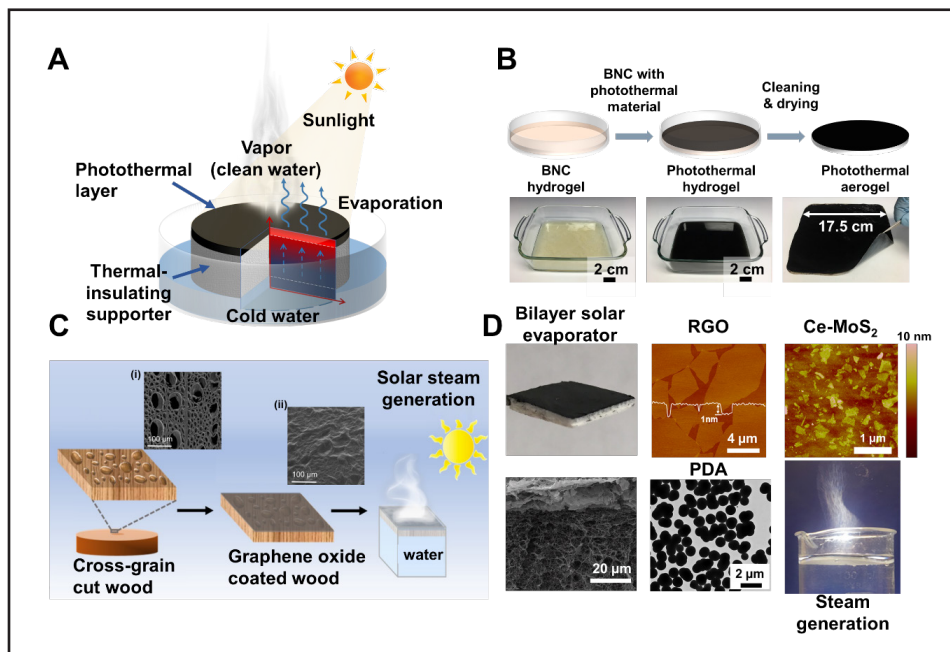 A
Sunlight
Vapor
(clean water)
Photothermal
layer
Evaporation
Thermal-
insulating
supporter
Cold water
B
BNC with
photothermal
material
Cleaning
& drying
BNC
hydrogel
Photothermal
hydrogel
Photothermal
aerogel
2 cm
2 cm
17.5 cm
C
(i)
100 µm
(ii)
100 µm
Solar steam
generation
Cross-grain
cut wood
Graphene oxide
coated wood
water
D
Bilayer solar
evaporator
RGO
Ce-MoS₂
10 nm
1nm
4 µm
1 µm
20 µm
PDA
2 µm
Steam
generation